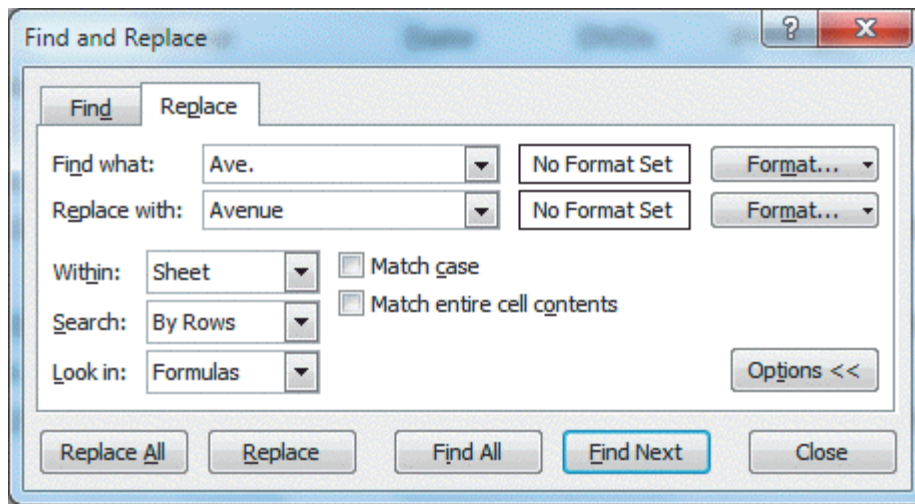 Find and Replace
Find Replace
Find what: Ave. No Format Set Format...
Replace with: Avenue No Format Set Format...
Within: Sheet Match case
Match entire cell contents
Search: By Rows
Look in: Formulas Options <<
Replace All Replace Find All Find Next Close